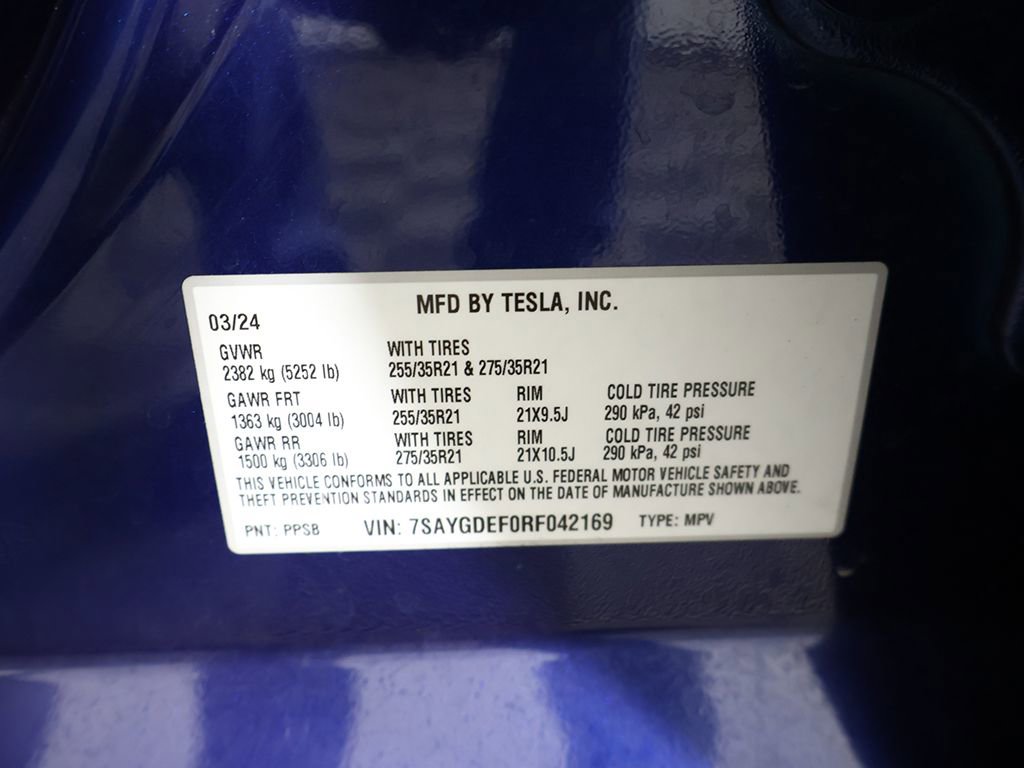 MFD BY TESLA, INC.
03/24
GVWR WITH TIRES
2382 kg (5252 lb) 255/35R21 & 275/35R21
GAWR FRT WITH TIRES RIM COLD TIRE PRESSURE
1363 kg (3004 lb) 255/35R21 21X9.5J 290 kPa, 42 psi
GAWR RR WITH TIRES RIM COLD TIRE PRESSURE
1500 kg (3306 lb) 275/35R21 21X10.5J 290 kPa, 42 psi
THIS VEHICLE CONFORMS TO ALL APPLICABLE U.S. FEDERAL MOTOR VEHICLE SAFETY AND
THEFT PREVENTION STANDARDS IN EFFECT ON THE DATE OF MANUFACTURE SHOWN ABOVE.
PNT: PPSB VIN: 7SAYGDEF0RF042169 TYPE: MPV